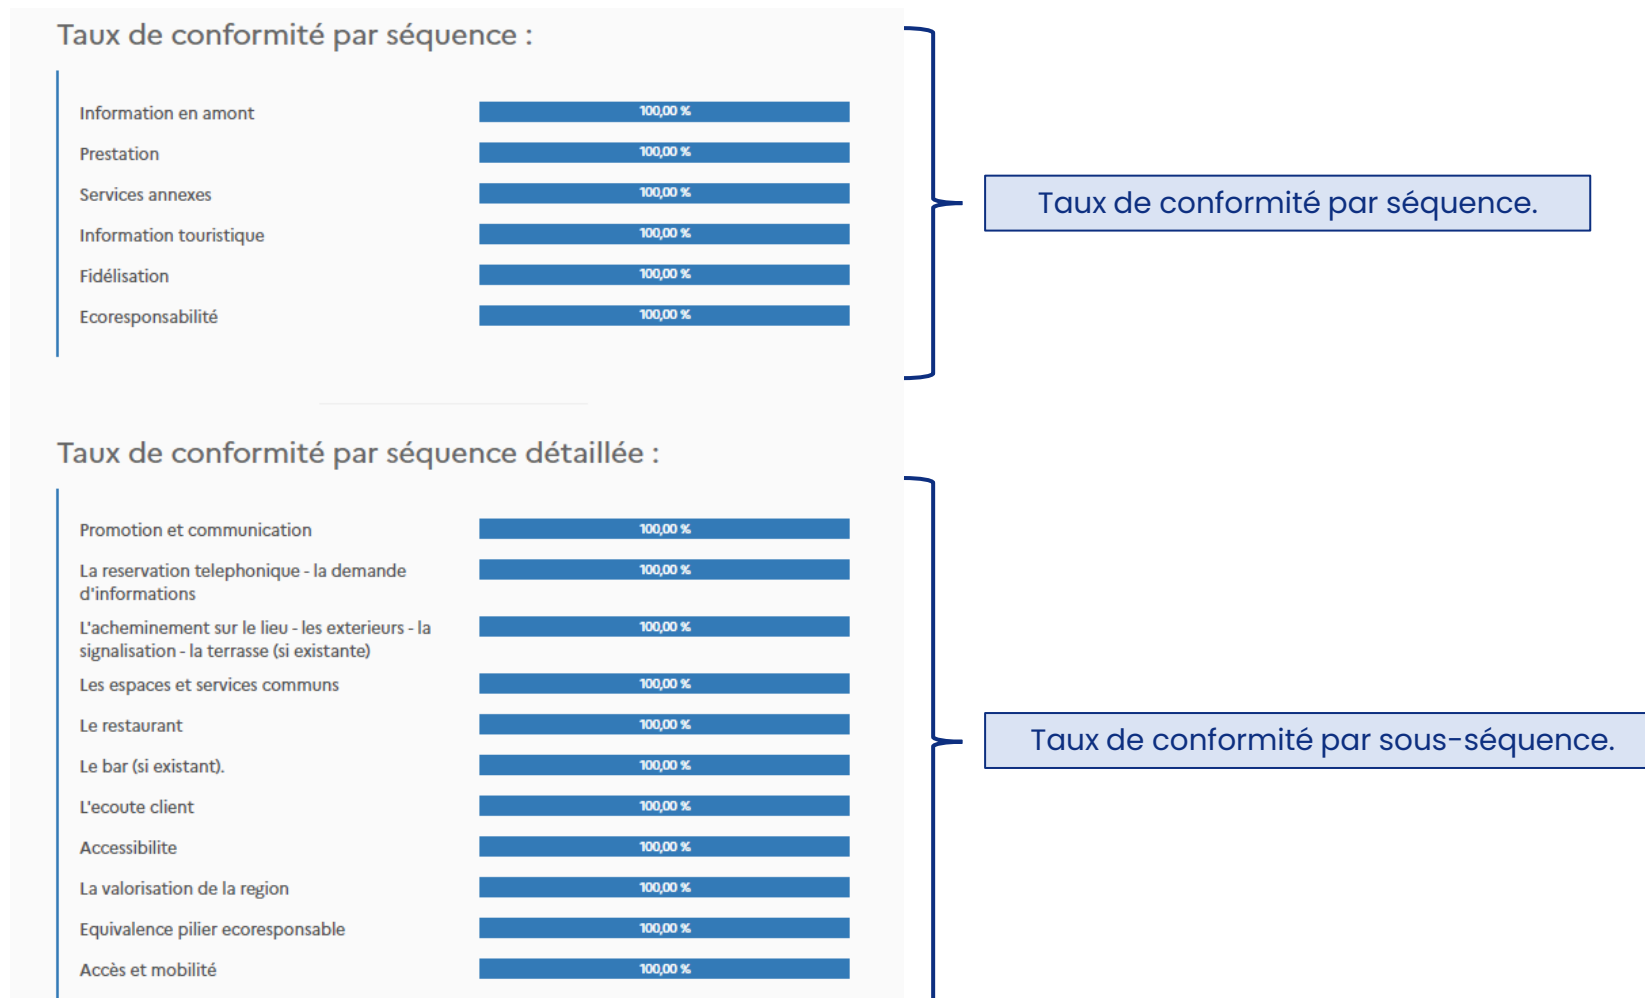 Taux de conformité par séquence :
Information en amont 100,00 %
Prestation 100,00 %
Services annexes 100,00 %
Information touristique 100,00 %
Fidélisation 100,00 %
Ecoresponsabilité 100,00 %
Taux de conformité par séquence.
Taux de conformité par séquence détaillée :
Promotion et communication 100,00 %
La reservation telephonique - la demande 100,00 %
d'informations
L'acheminement sur le lieu - les exterieurs - la 100,00 %
signalisation - la terrasse (si existante)
Les espaces et services communs 100,00 %
Le restaurant 100,00 %
Le bar (si existant). 100,00 %
L'ecoute client 100,00 %
Accessibilite 100,00 %
La valorisation de la region 100,00 %
Equivalence pilier ecoresponsable 100,00 %
Accès et mobilité 100,00 %
Taux de conformité par sous-séquence.